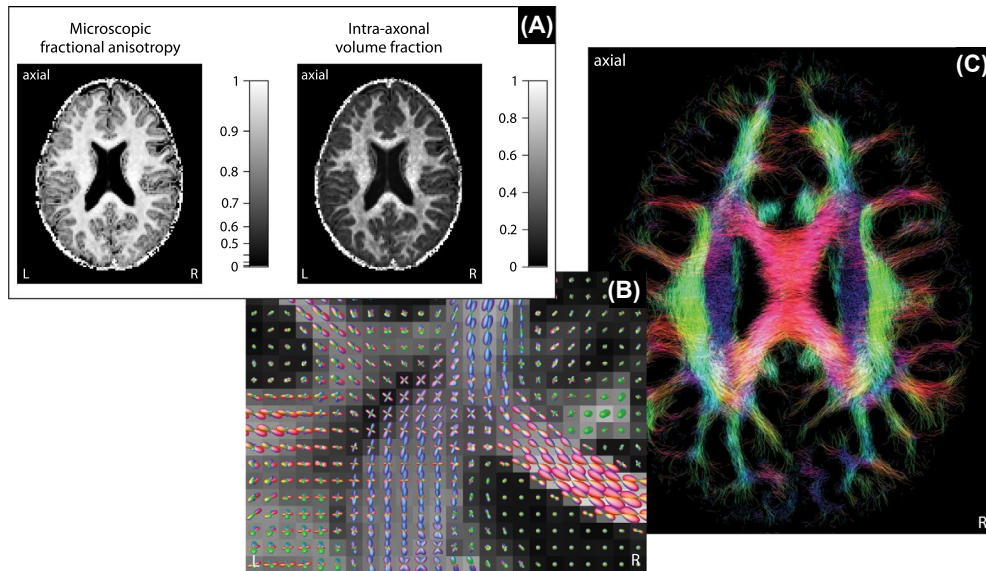 Microscopic
fractional anisotropy
Intra-axonal
volume fraction
(A)
axial
1
0.9
0.8
0.7
0.6
0.5
0
L
R
axial
1
0.8
0.6
0.4
0.2
0
L
R
(B)
L
R
axial
(C)
R